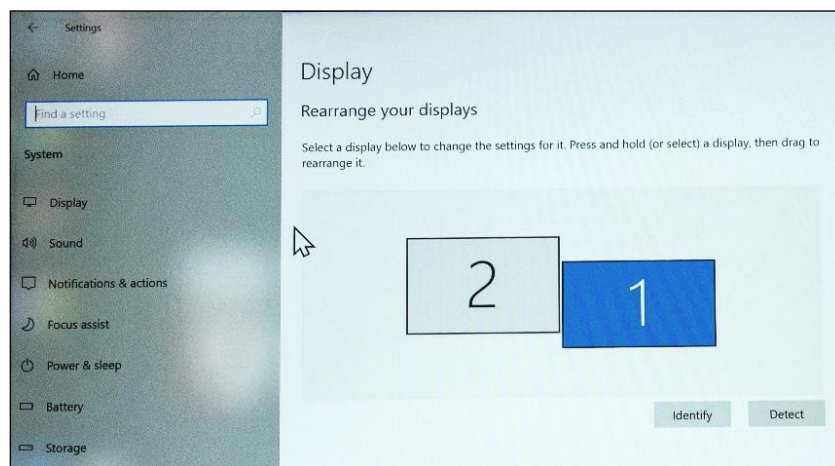 Settings
Home
Find a setting
System
Display
Sound
Notifications & actions
Focus assist
Power & sleep
Battery
Storage
Display
Rearrange your displays
Select a display below to change the settings for it. Press and hold (or select) a display, then drag to
rearrange it.
2
1
Identify
Detect